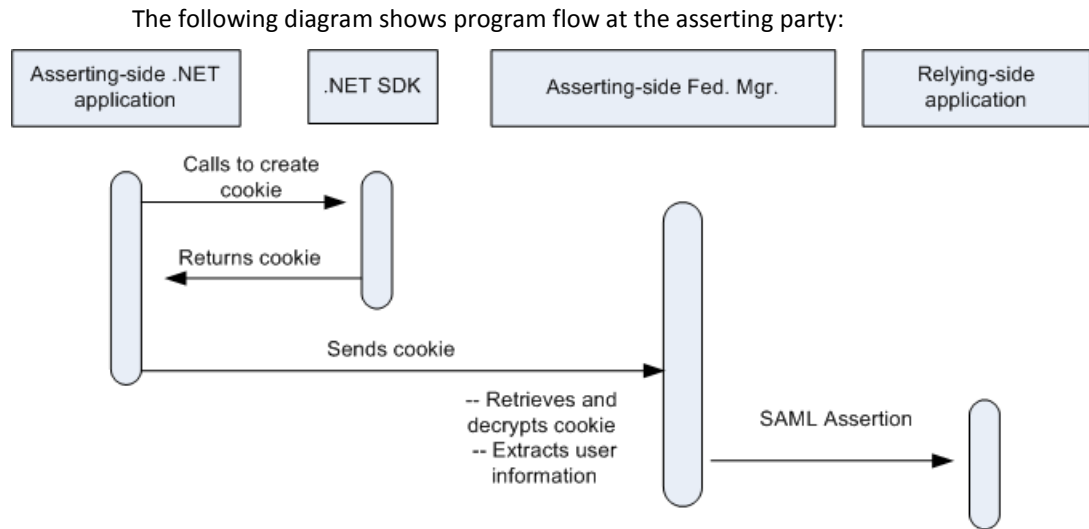 The following diagram shows program flow at the asserting party:
Asserting-side .NET
application
.NET SDK
Asserting-side Fed. Mgr.
Relying-side
application
Calls to create
cookie
Returns cookie
Sends cookie
-- Retrieves and
decrypts cookie
-- Extracts user
information
SAML Assertion